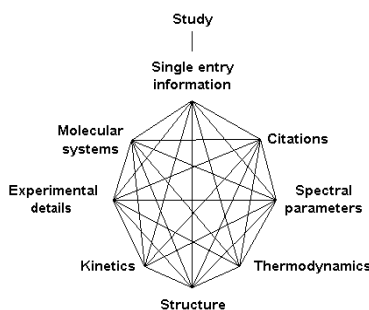 Study
Single entry
information
Molecular
systems
Citations
Experimental
details
Spectral
parameters
Kinetics
Thermodynamics
Structure